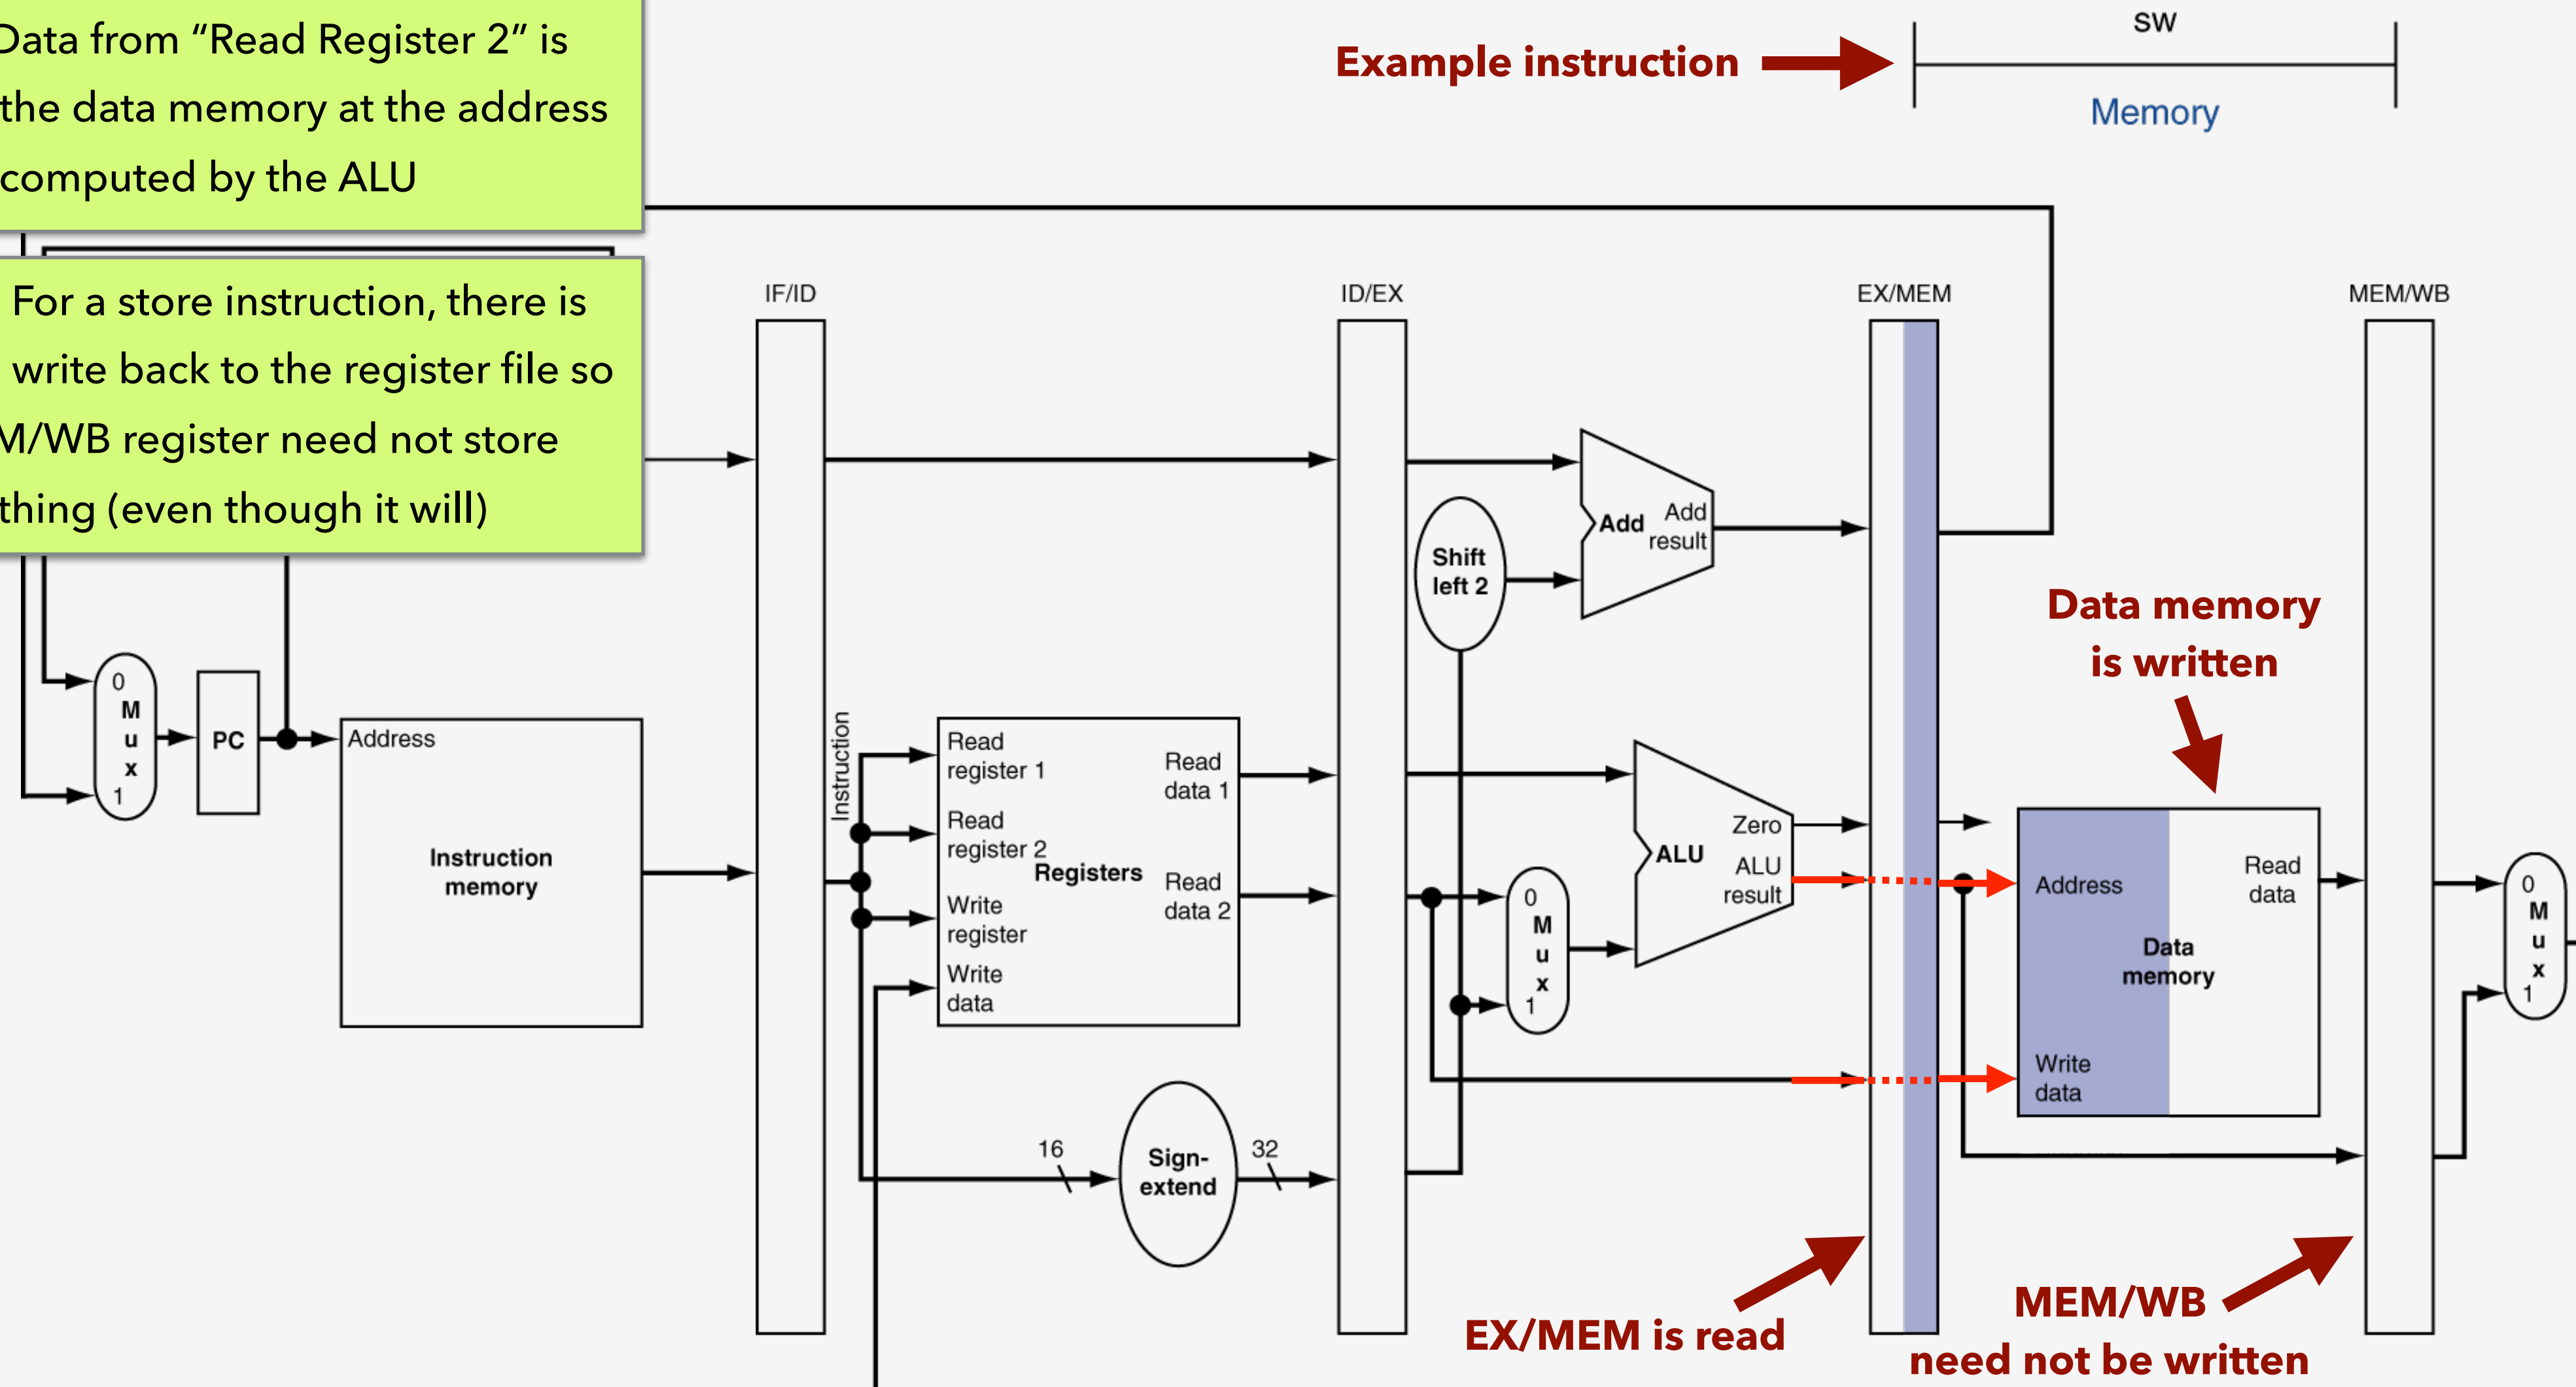 Data from “Read Register 2” is
the data memory at the address
computed by the ALU
For a store instruction, there is
write back to the register file so
M/WB register need not store
thing (even though it will)
Example instruction
SW
Memory
IF/ID
ID/EX
EX/MEM
MEM/WB
Add
Add
result
Shift
left 2
Data memory
is written
0
M
u
x
1
PC
Address
Instruction
memory
Instruction
Read
register 1
Read
register 2
Write
register
Write
data
Registers
Read
data 1
Read
data 2
0
M
u
x
1
ALU
Zero
ALU
result
Address
Read
data
Data
memory
Write
data
0
M
u
x
1
16
Sign-
extend
32
EX/MEM is read
MEM/WB
need not be written